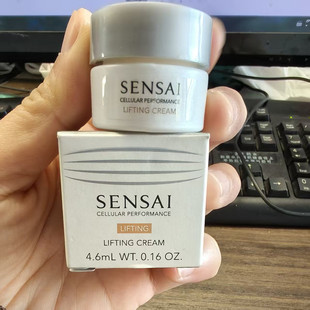 SENSAI
CELLULAR PERFORMANCE
LIFTING CREAM
SENSAI
CELLULAR PERFORMANCE
LIFTING
LIFTING CREAM
4.6mL WT. 0.16 OZ.